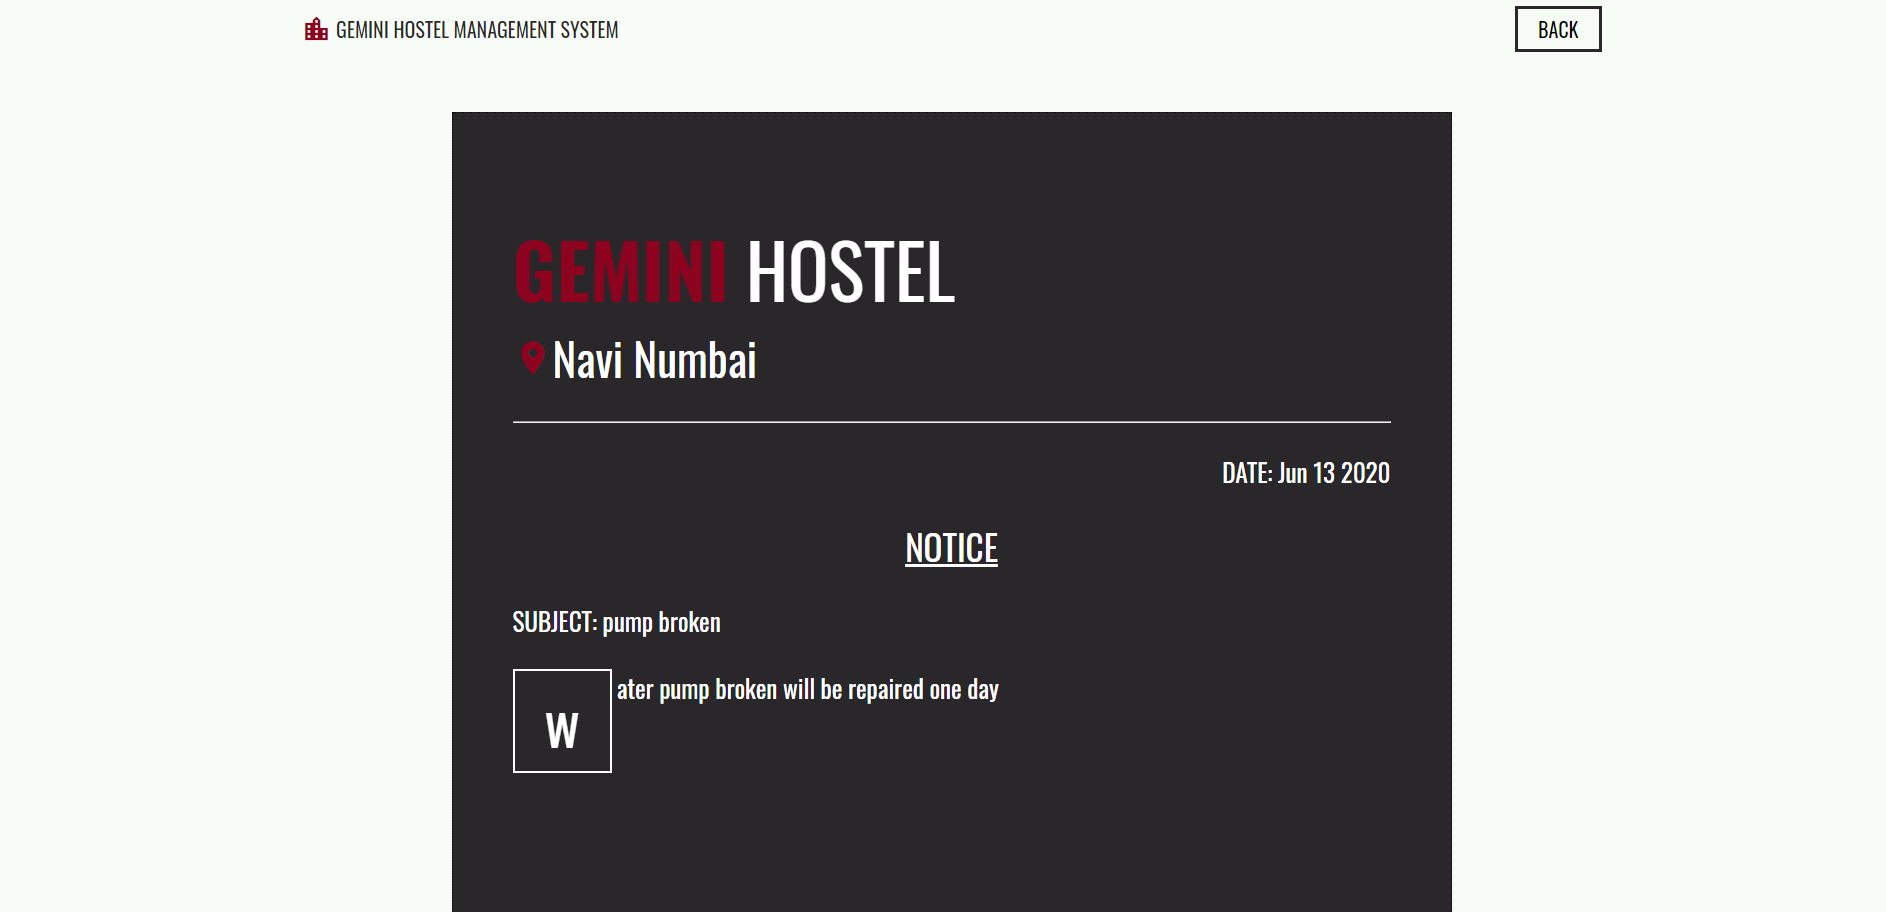 GEMINI HOSTEL MANAGEMENT SYSTEM
BACK
GEMINI HOSTEL
Navi Numbai
DATE: Jun 13 2020
NOTICE
SUBJECT: pump broken
Water pump broken will be repaired one day